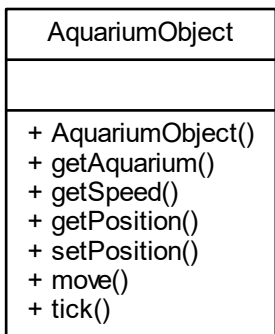 AquariumObject
+ AquariumObject()
+ getAquarium()
+ getSpeed()
+ getPosition()
+ setPosition()
+ move()
+ tick()